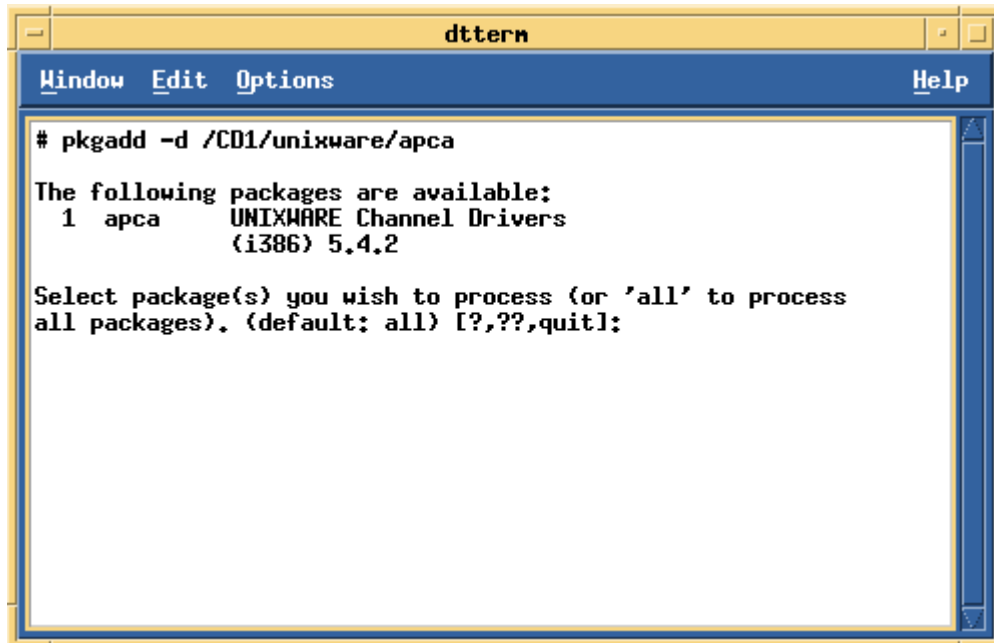 dtterm
Window Edit Options Help
# pkgadd -d /CD1/unixware/apca
The following packages are available:
1 apca UNIXWARE Channel Drivers
(i386) 5.4.2
Select package(s) you wish to process (or 'all' to process
all packages). (default: all) [?,??,quit]: